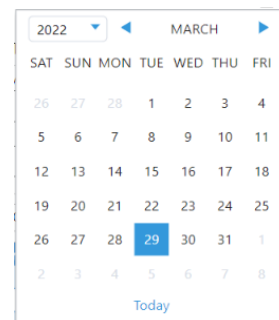 2022 MARCH
SAT SUN MON TUE WED THU FRI
26 27 28 1 2 3 4
5 6 7 8 9 10 11
12 13 14 15 16 17 18
19 20 21 22 23 24 25
26 27 28 29 30 31 1
2 3 4 5 6 7 8
Today